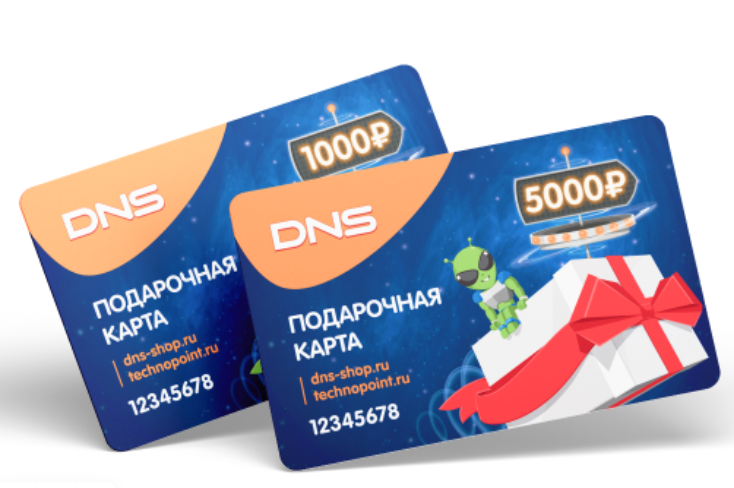 DNS
1000₽
ПОДАРОЧНАЯ
КАРТА
dns-shop.ru
technopoint.ru
12345678
DNS
5000₽
ПОДАРОЧНАЯ
КАРТА
dns-shop.ru
technopoint.ru
12345678